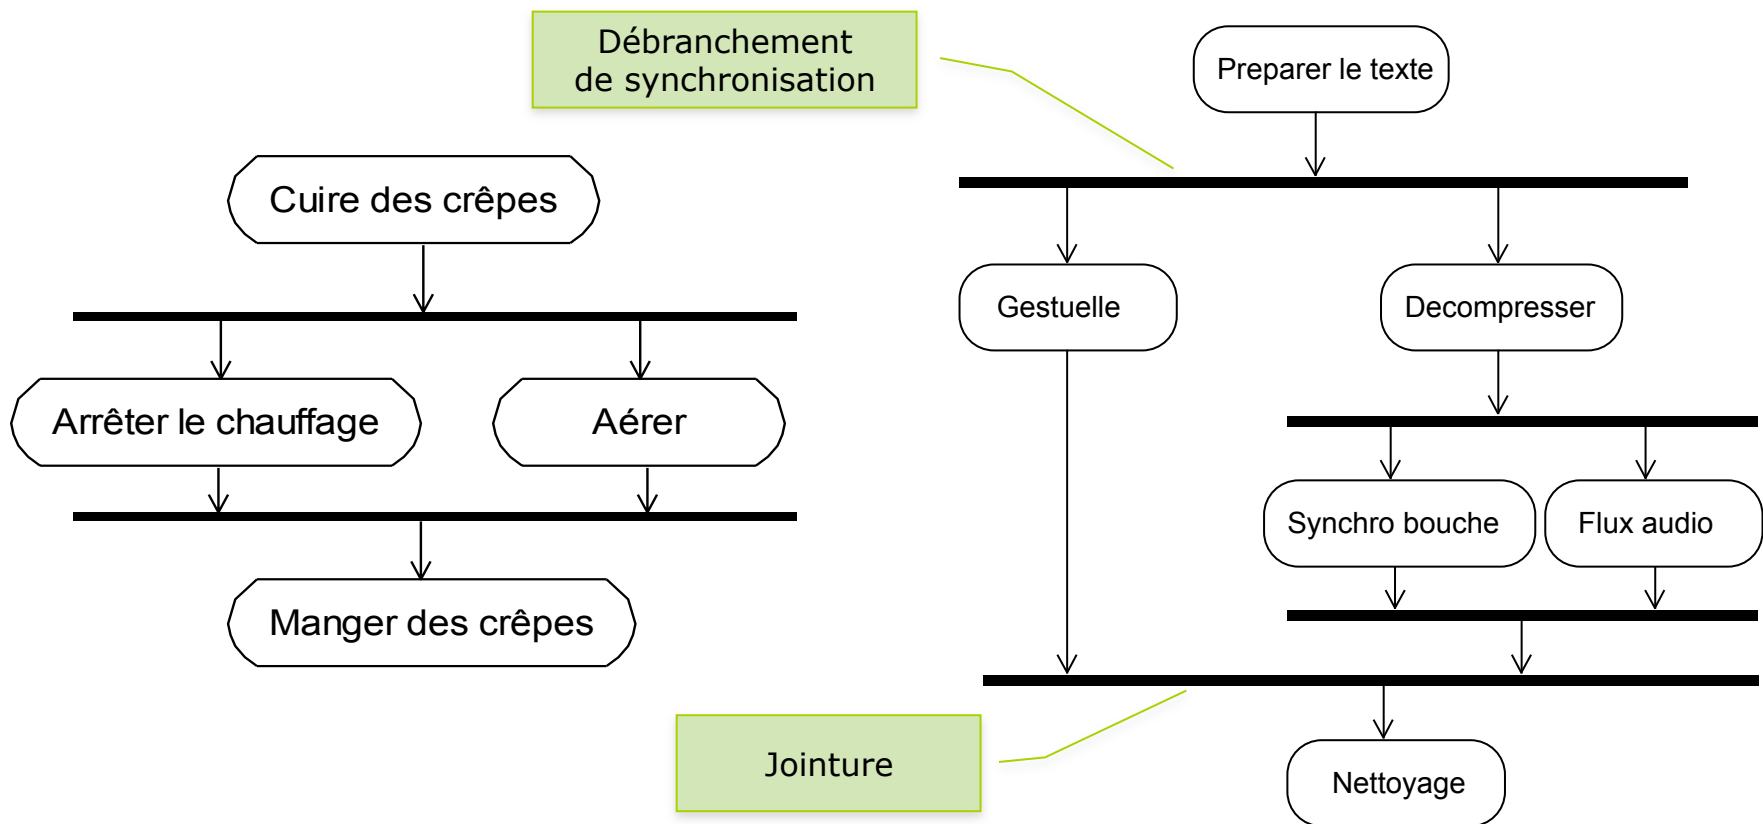 Débranchement
de synchronisation
Preparer le texte
Cuire des crêpes
Gestuelle
Decompresser
Arrêter le chauffage
Aérer
Synchro bouche
Flux audio
Manger des crêpes
Jointure
Nettoyage